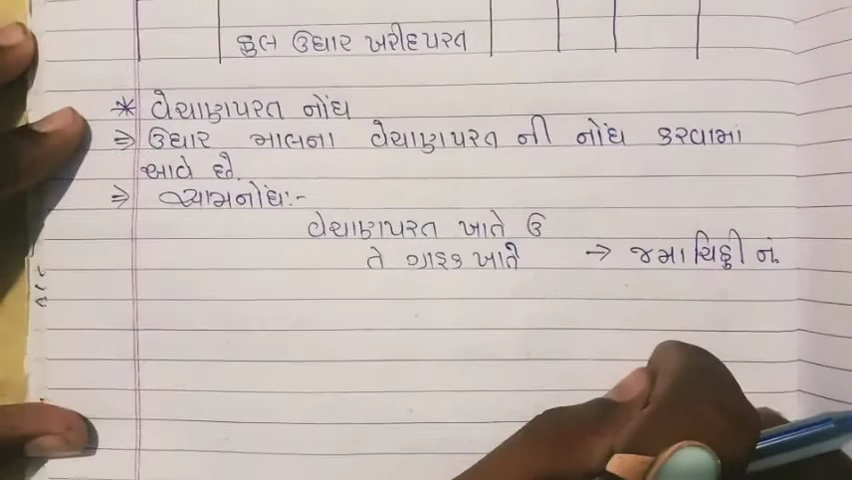 કુલ ઉધાર ખરીદપરત
* વેચાણપરત નોંધ
⇒ ઉધાર માલના વેચાણપરત ની નોંધ કરવામાં
આવે છે.
⇒ આમનોંધ:-
વેચાણપરત ખાતે ઉ
તે ગ્રાહક ખાતે → જમાચિઠ્ઠી નં.